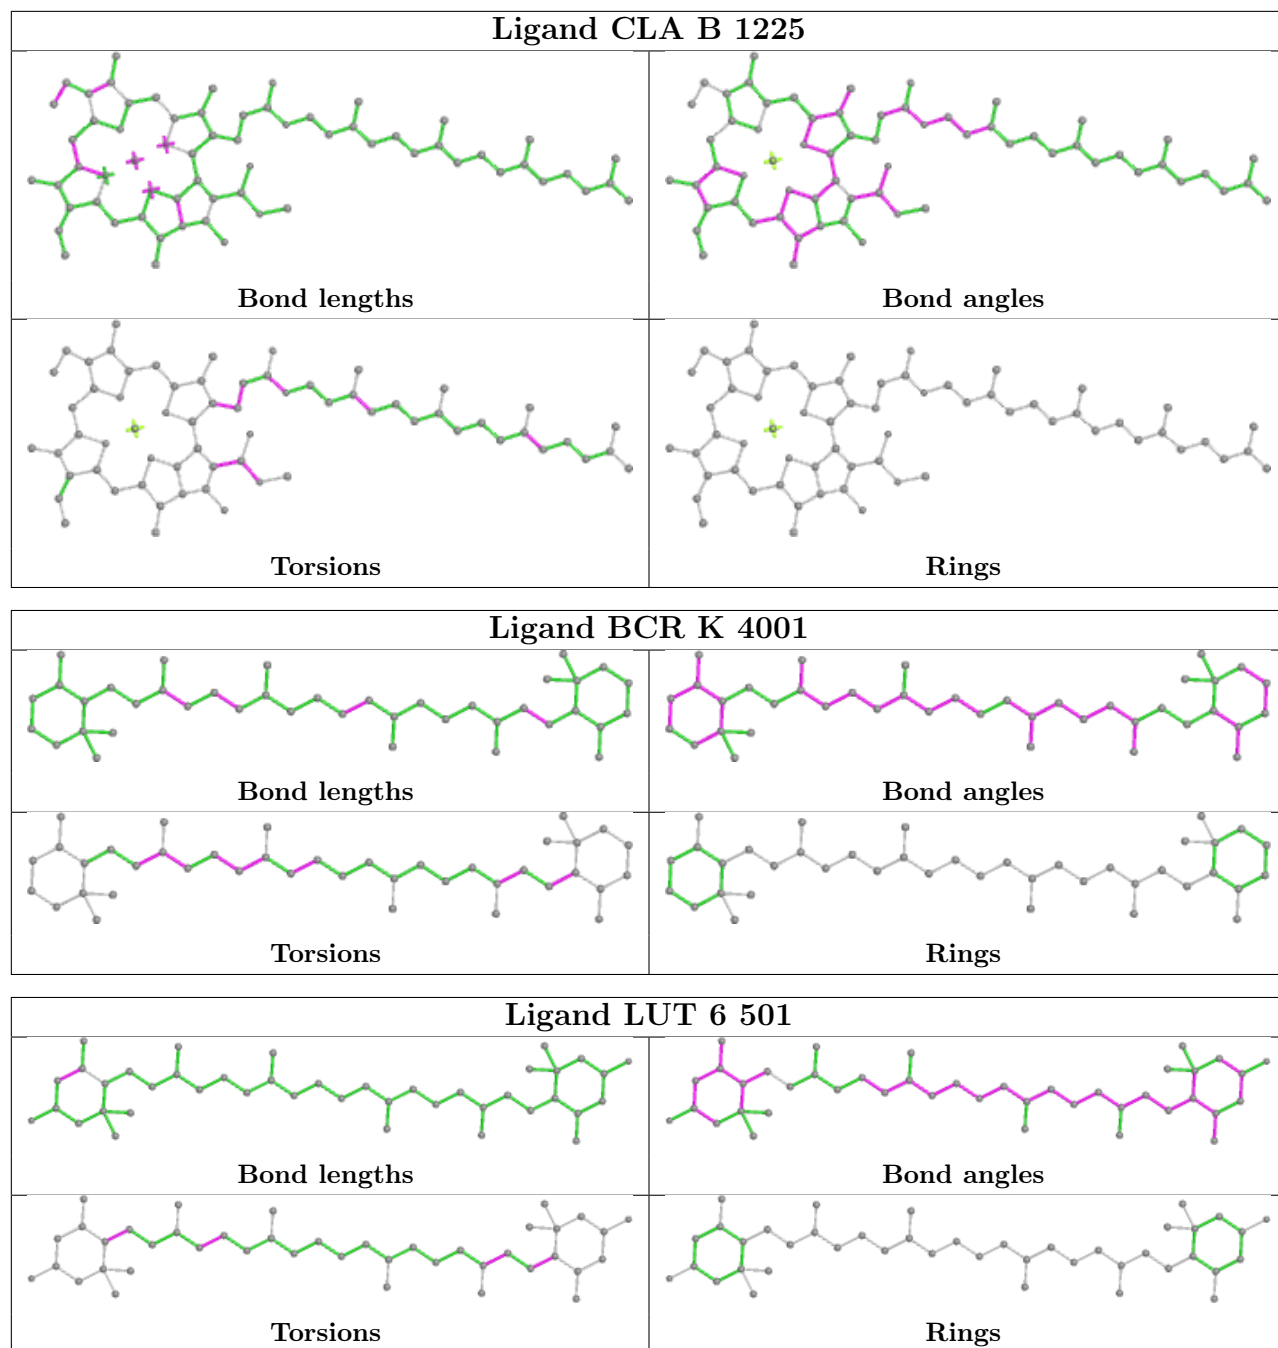 Ligand CLA B 1225
Bond lengths
Bond angles
Torsions
Rings
Ligand BCR K 4001
Bond lengths
Bond angles
Torsions
Rings
Ligand LUT 6 501
Bond lengths
Bond angles
Torsions
Rings